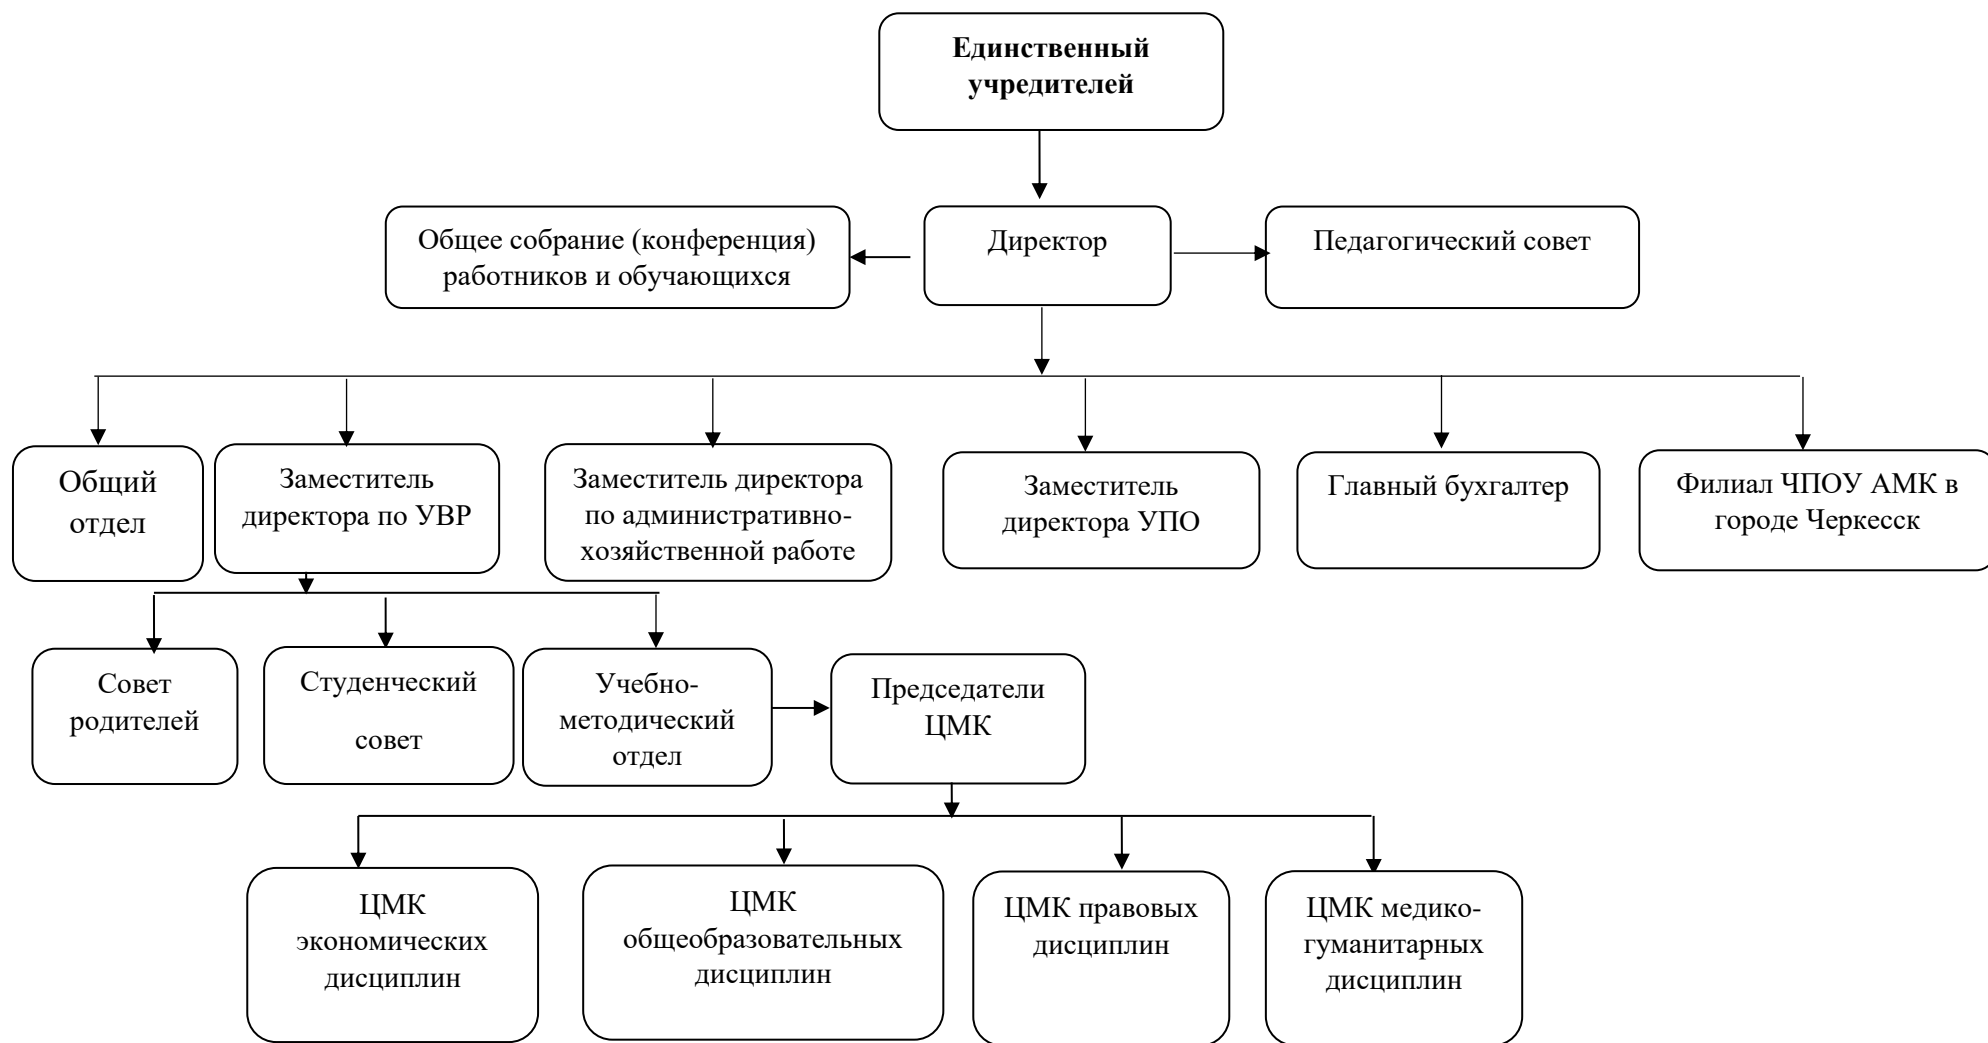 Единственный
учредителей
Общее собрание (конференция)
работников и обучающихся
Директор
Педагогический совет
Общий
отдел
Заместитель
директора по УВР
Заместитель директора
по административно-
хозяйственной работе
Заместитель
директора УПО
Главный бухгалтер
Филиал ЧПОУ АМК в
городе Черкесск
Совет
родителей
Студенческий
совет
Учебно-
методический
отдел
Председатели
ЦМК
ЦМК
экономических
дисциплин
ЦМК
общеобразовательных
дисциплин
ЦМК правовых
дисциплин
ЦМК медико-
гуманитарных
дисциплин